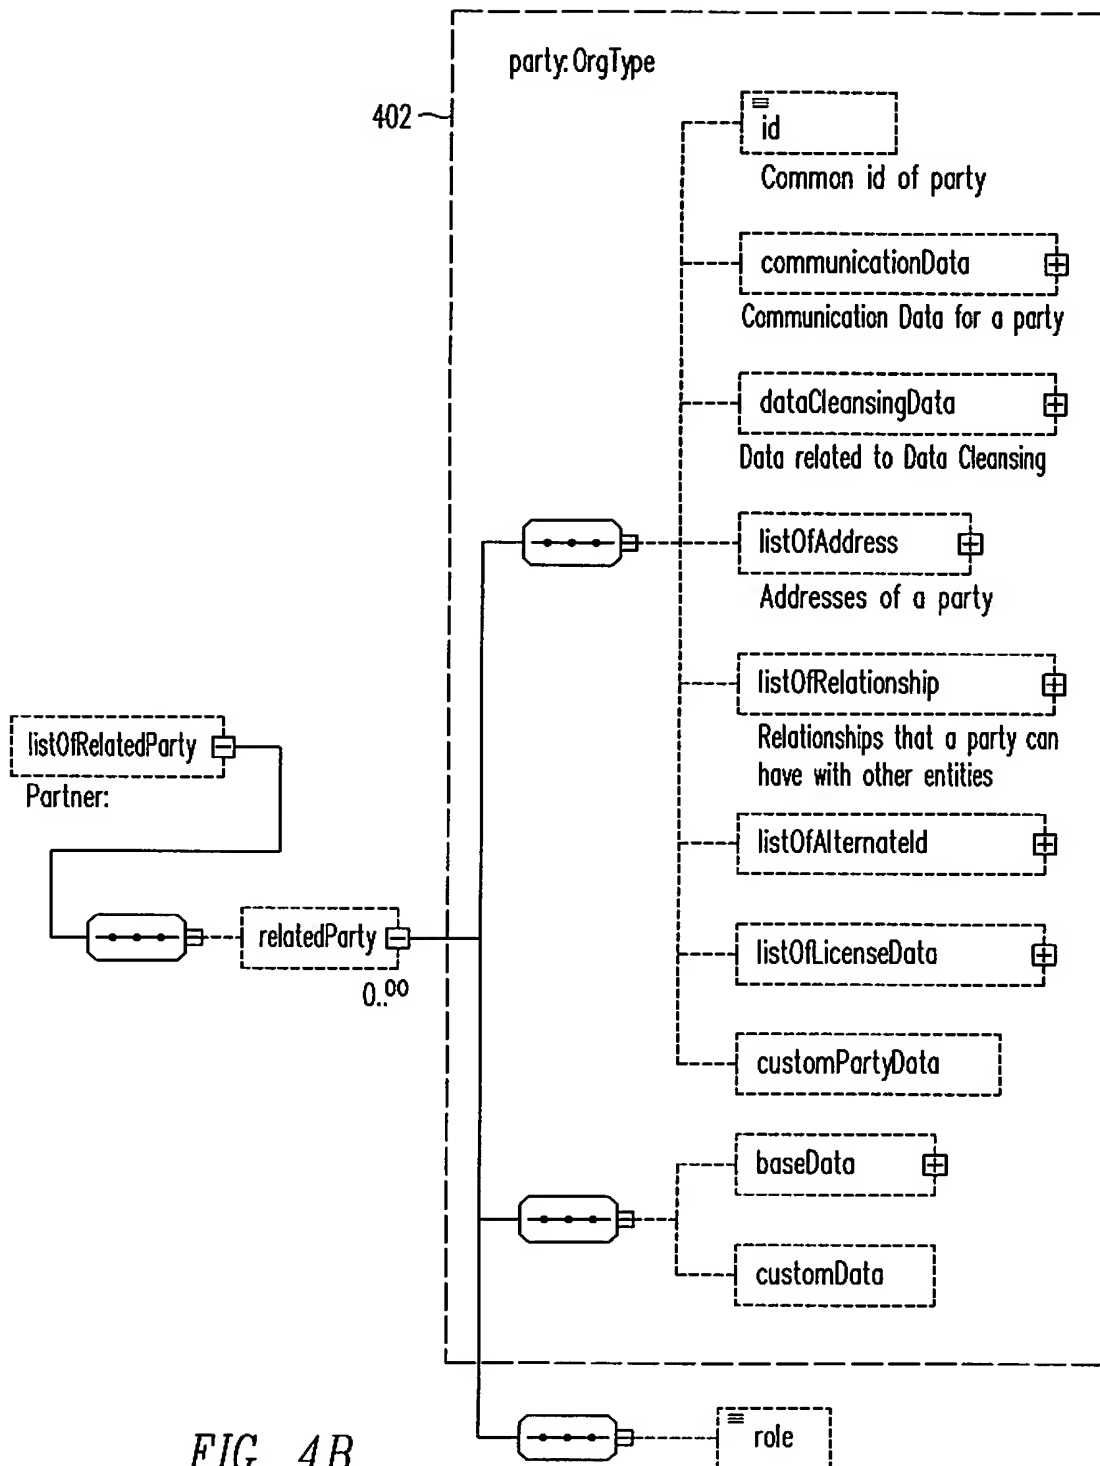 party:OrgType
402
id
Common id of party
communicationData
Communication Data for a party
dataCleansingData
Data related to Data Cleansing
listOfAddress
Addresses of a party
listOfRelationship
Relationships that a party can
have with other entities
listOfRelatedParty
Partner:
listOfAlternateId
relatedParty
0..∞
listOfLicenseData
customPartyData
baseData
customData
role
FIG. 4B